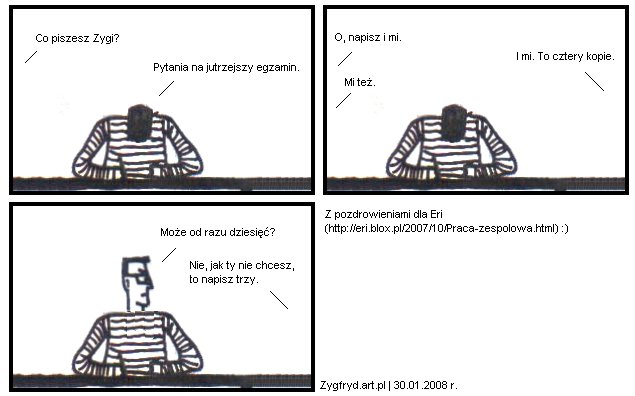 Co piszesz Zygi?
Pytania na jutrzejszy egzamin.
O, napisz i mi.
I mi. To cztery kopie.
Mi też.
Może od razu dziesięć?
Nie, jak ty nie chcesz,
to napisz trzy.
Z pozdrowieniami dla Eri
(http://eri.blox.pl/2007/10/Praca-zespolowa.html) :)
Zygfryd.art.pl | 30.01.2008 r.